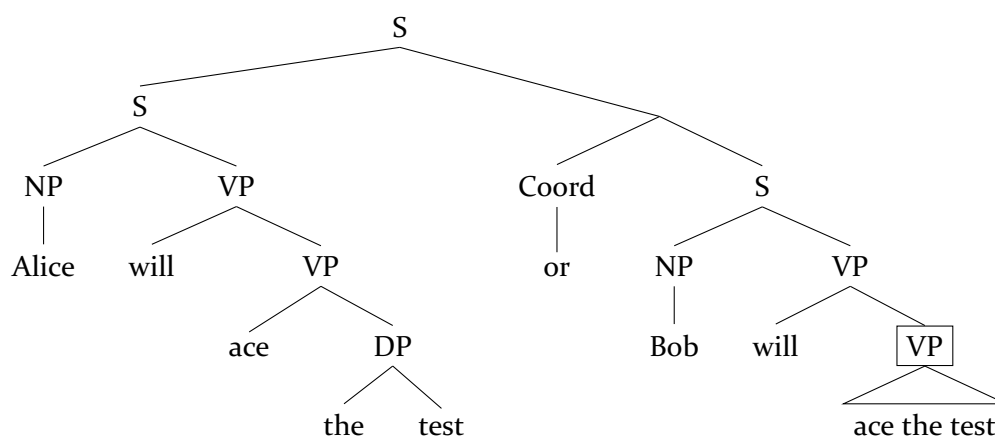 S
S
NP VP Coord S
Alice will VP or NP VP
ace DP Bob will VP
the test ace the test